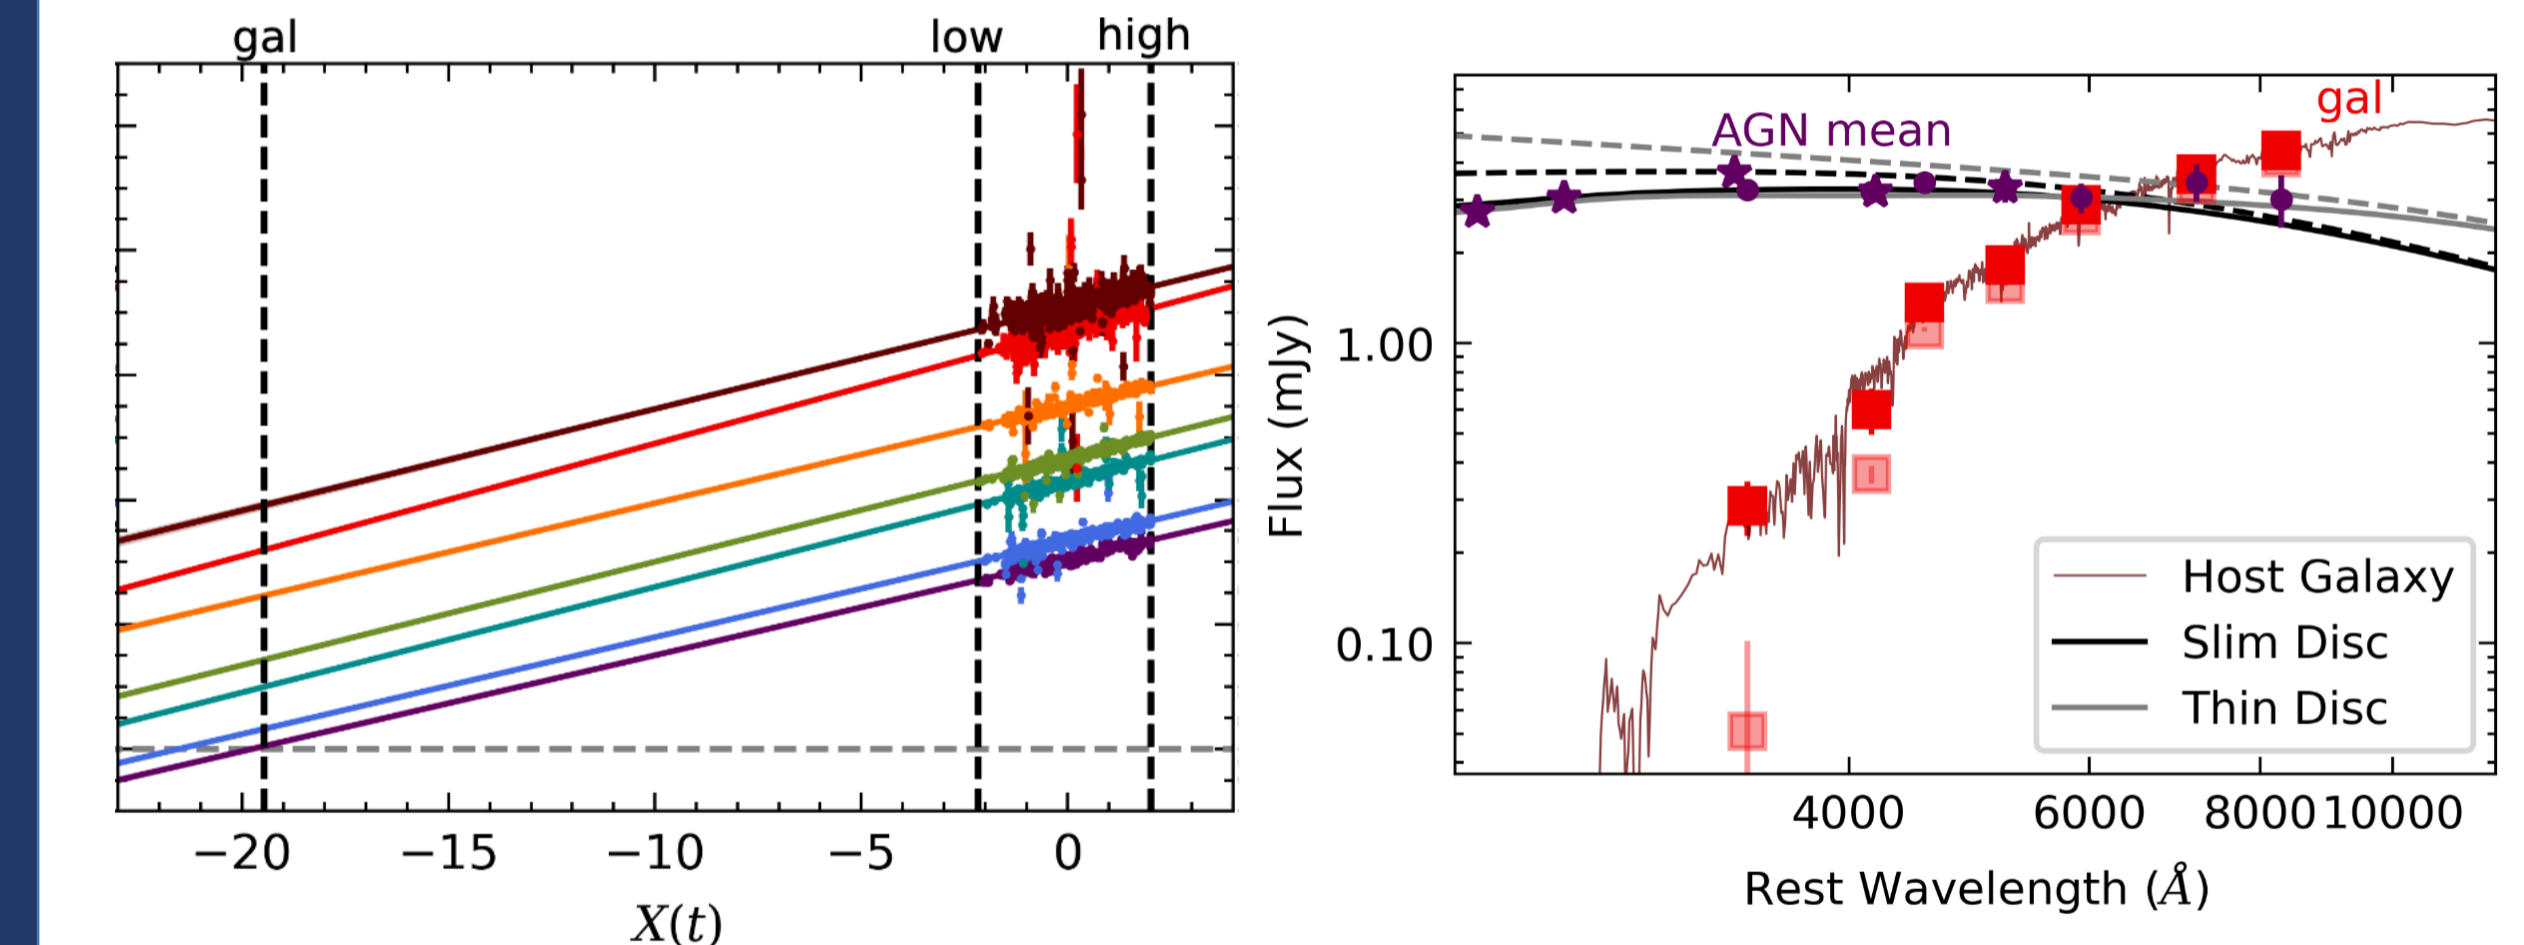 gal low high
−20 −15 −10 −5 0
X(t)
AGN mean
gal
Flux (mJy)
1.00
0.10
Host Galaxy
Slim Disc
Thin Disc
4000 6000 8000 10000
Rest Wavelength (Å)